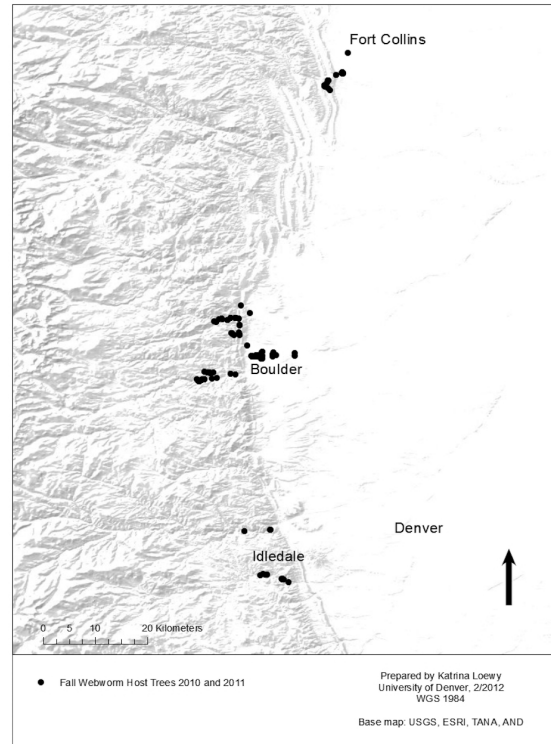 Fort Collins
Boulder
Denver
Idledale
0 5 10 20 Kilometers
Fall Webworm Host Trees 2010 and 2011
Prepared by Katrina Loewy
University of Denver, 2/2012
WGS 1984
Base map: USGS, ESRI, TANA, AND